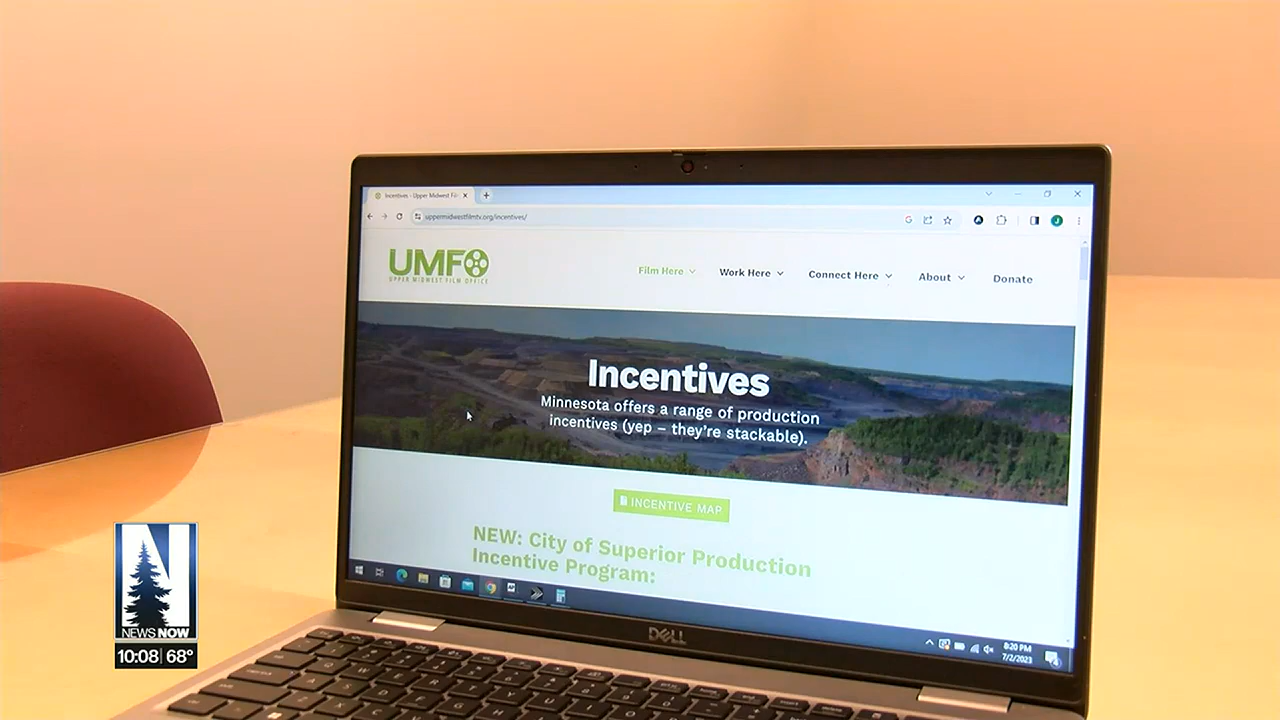 Incentives - Upper Midwest Fil
uppermidwestfilmtv.org/incentives/
UMFO
UPPER MIDWEST FILM OFFICE
Film Here
Work Here
Connect Here
About
Donate
Incentives
Minnesota offers a range of production
incentives (yep – they're stackable).
INCENTIVE MAP
NEW: City of Superior Production
Incentive Program:
8:20 PM
7/2/2023
DELL
N
NEWS NOW
10:08 68°